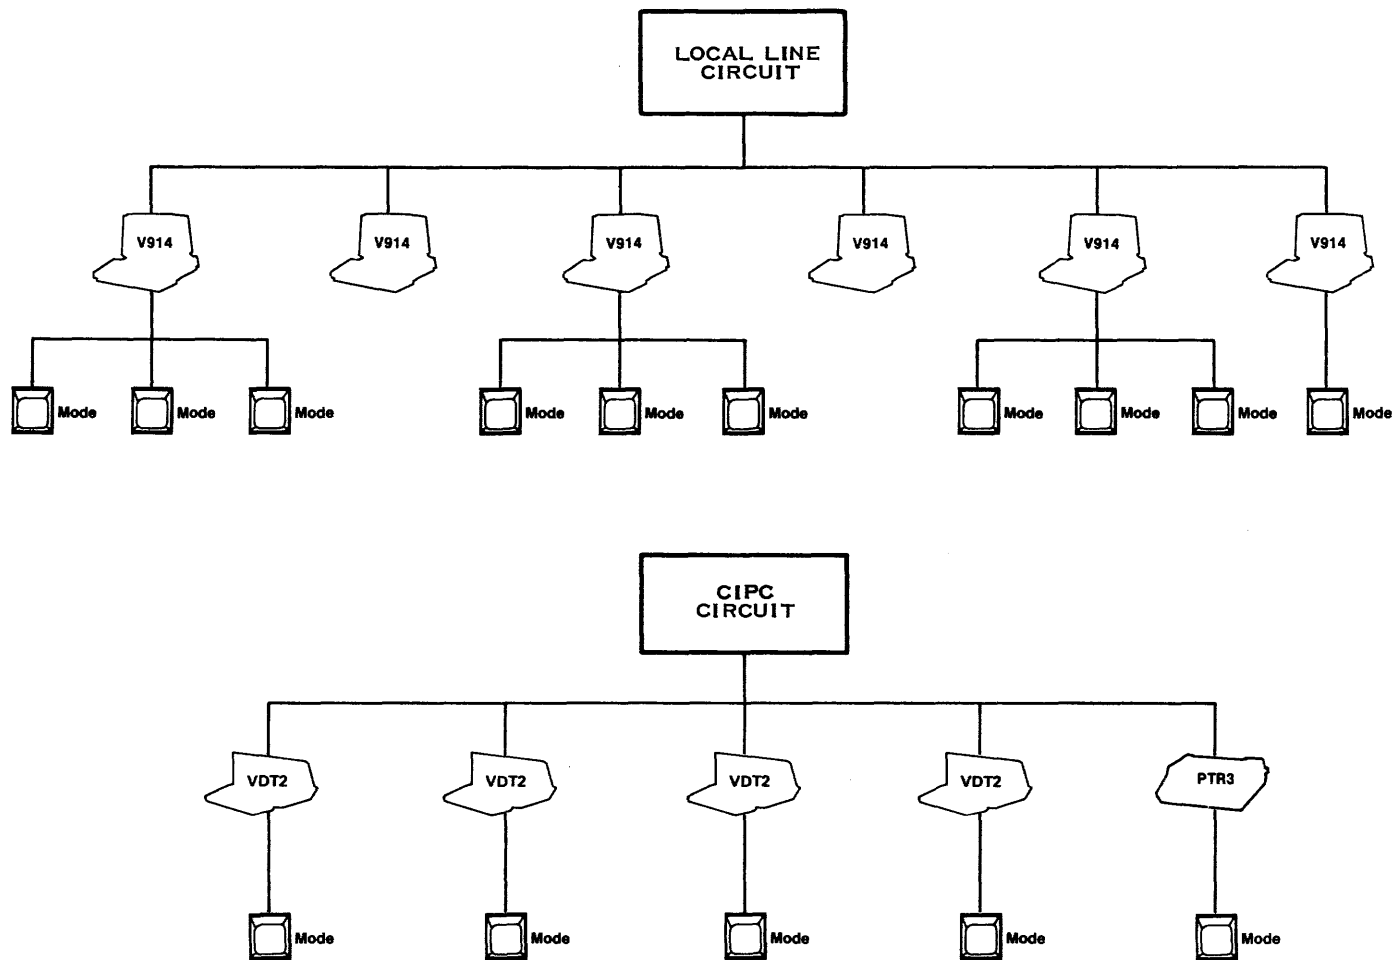 LOCAL LINE
CIRCUIT
V914 V914 V914 V914 V914 V914
Mode Mode Mode Mode Mode Mode Mode Mode Mode Mode
CIPC
CIRCUIT
VDT2 VDT2 VDT2 VDT2 PTR3
Mode Mode Mode Mode Mode